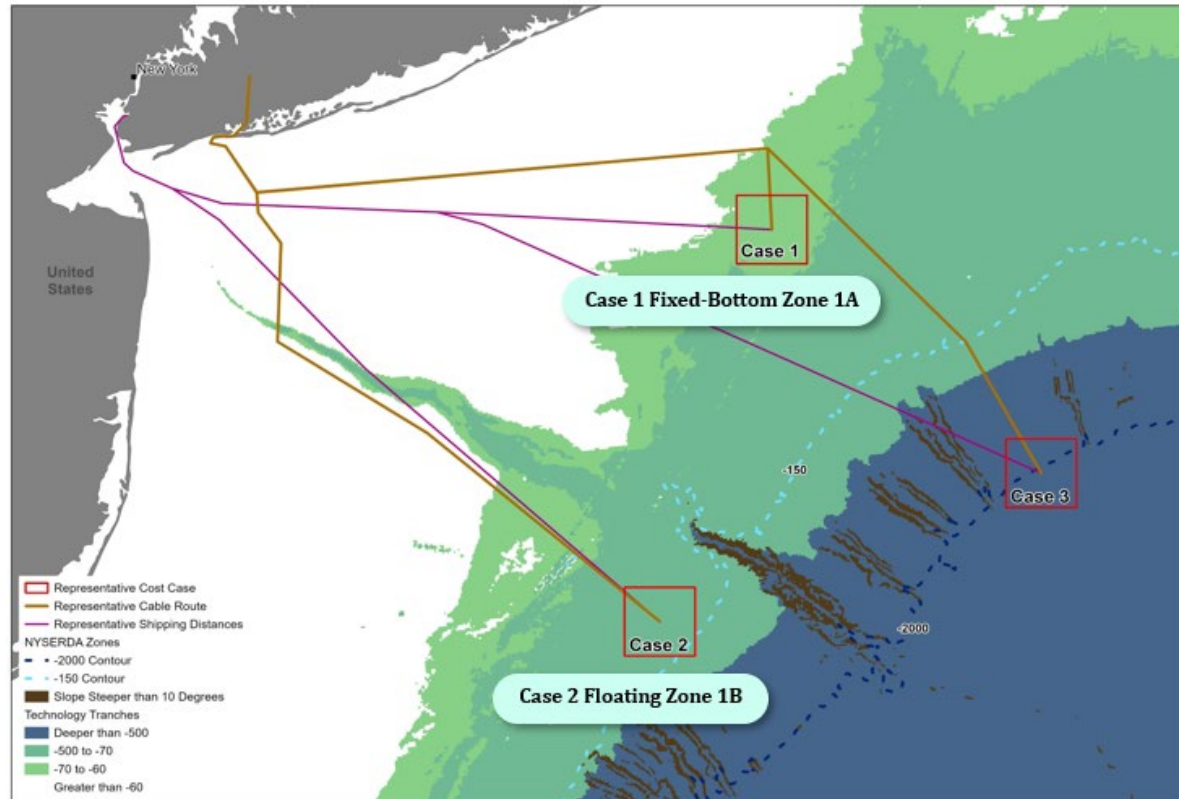 New York
United
States
Case 1
Case 1 Fixed-Bottom Zone 1A
-150
Case 3
-2000
Case 2
Case 2 Floating Zone 1B
Representative Cost Case
Representative Cable Route
Representative Shipping Distances
NYSERDA Zones
-2000 Contour
-150 Contour
Slope Steeper than 10 Degrees
Technology Tranches
Deeper than -500
-500 to -70
-70 to -60
Greater than -60